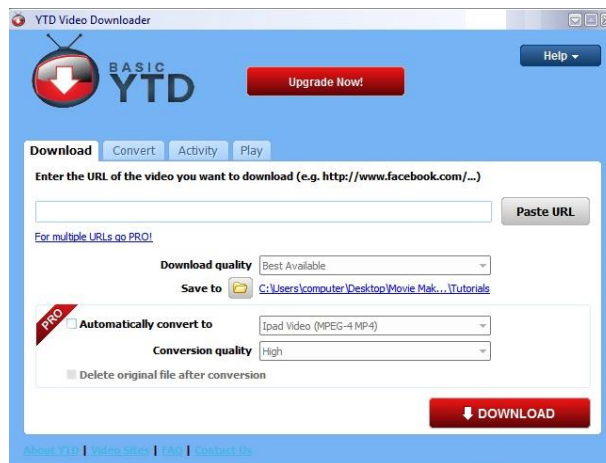 YTD Video Downloader
BASIC
YTD
Upgrade Now!
Help
Download Convert Activity Play
Enter the URL of the video you want to download (e.g. http://www.facebook.com/...)
Paste URL
For multiple URLs go PRO!
Download quality Best Available
Save to C:\Users\computer\Desktop\Movie Mak...\Tutorials
PRO
Automatically convert to Ipad Video (MPEG-4 MP4)
Conversion quality High
Delete original file after conversion
DOWNLOAD
About YTD | Video Sites | FAQ | Contact Us